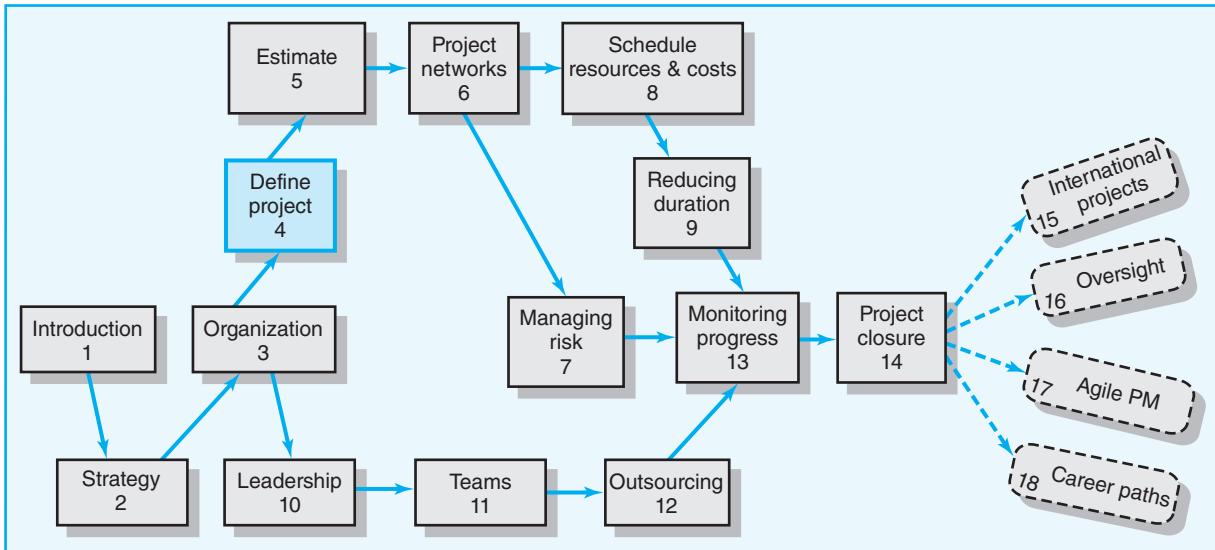 Estimate
5
Project
networks
6
Schedule
resources & costs
8
Define
project
4
Reducing
duration
9
International
projects
15
Oversight
16
Introduction
1
Organization
3
Managing
risk
7
Monitoring
progress
13
Project
closure
14
17 Agile PM
Strategy
2
Leadership
10
Teams
11
Outsourcing
12
18 Career paths